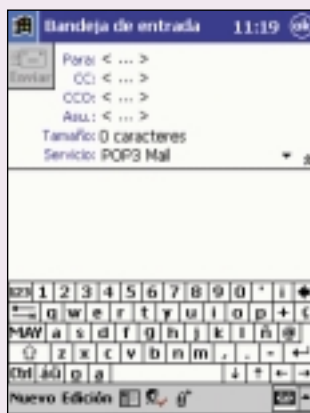 Bandeja de entrada 11:19 ok
Enviar
Para: < ... >
CC: < ... >
CCO: < ... >
Asu.: < ... >
Tamaño: 0 caracteres
Servicio: POP3 Mail
123 1 2 3 4 5 6 7 8 9 0 ' ¡
q w e r t y u i o p +
MAY a s d f g h j k l ñ @
z x c v b n m , . -
Ctrl áü º ª
Nuevo Edición